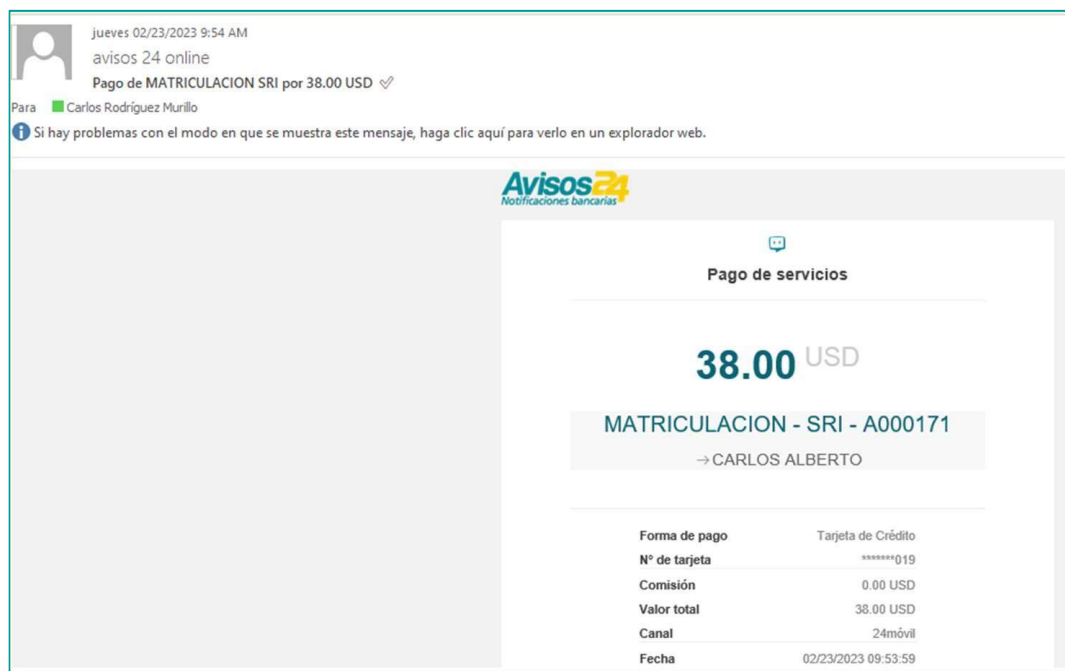 jueves 02/23/2023 9:54 AM
avisos 24 online
Pago de MATRICULACION SRI por 38.00 USD
Para Carlos Rodríguez Murillo
Si hay problemas con el modo en que se muestra este mensaje, haga clic aquí para verlo en un explorador web.
Avisos24
Notificaciones bancarias
Pago de servicios
38.00 USD
MATRICULACION - SRI - A000171
→ CARLOS ALBERTO
Forma de pago Tarjeta de Crédito
N° de tarjeta *******019
Comisión 0.00 USD
Valor total 38.00 USD
Canal 24móvil
Fecha 02/23/2023 09:53:59